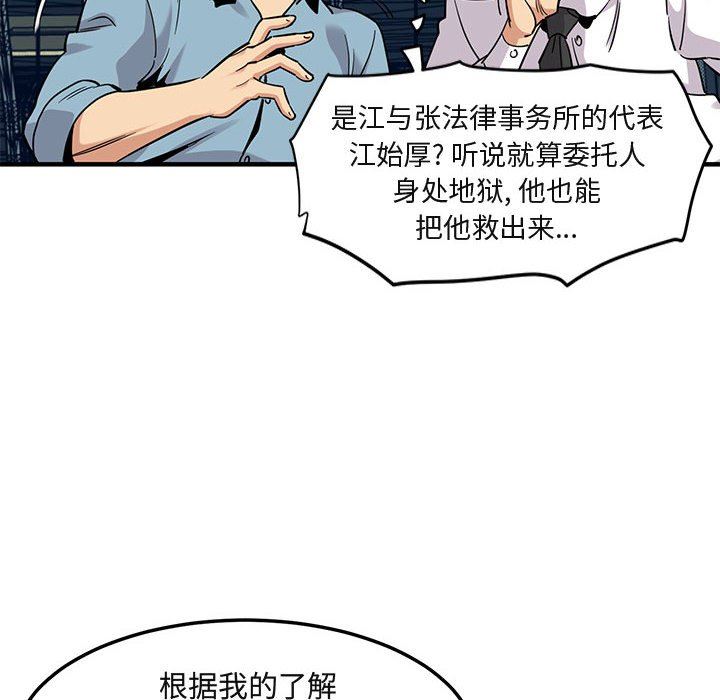 是江与张法律事务所的代表
江始厚? 听说就算委托人
身处地狱, 他也能
把他救出来...
根据我的了解